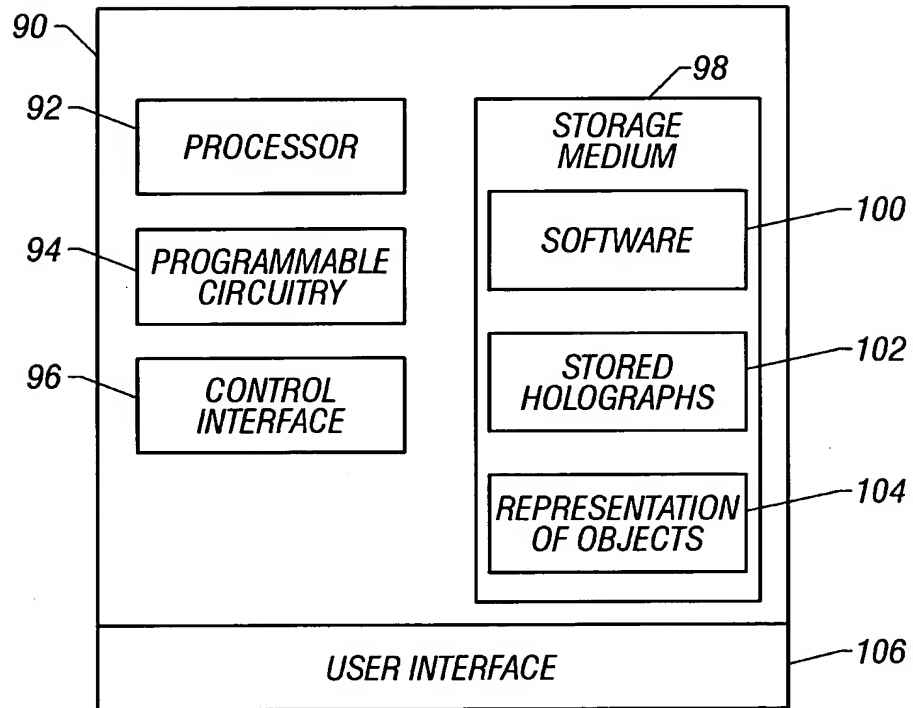 90
92
PROCESSOR
94
PROGRAMMABLE
CIRCUITRY
96
CONTROL
INTERFACE
98
STORAGE
MEDIUM
SOFTWARE
100
STORED
HOLOGRAPHS
102
REPRESENTATION
OF OBJECTS
104
USER INTERFACE
106